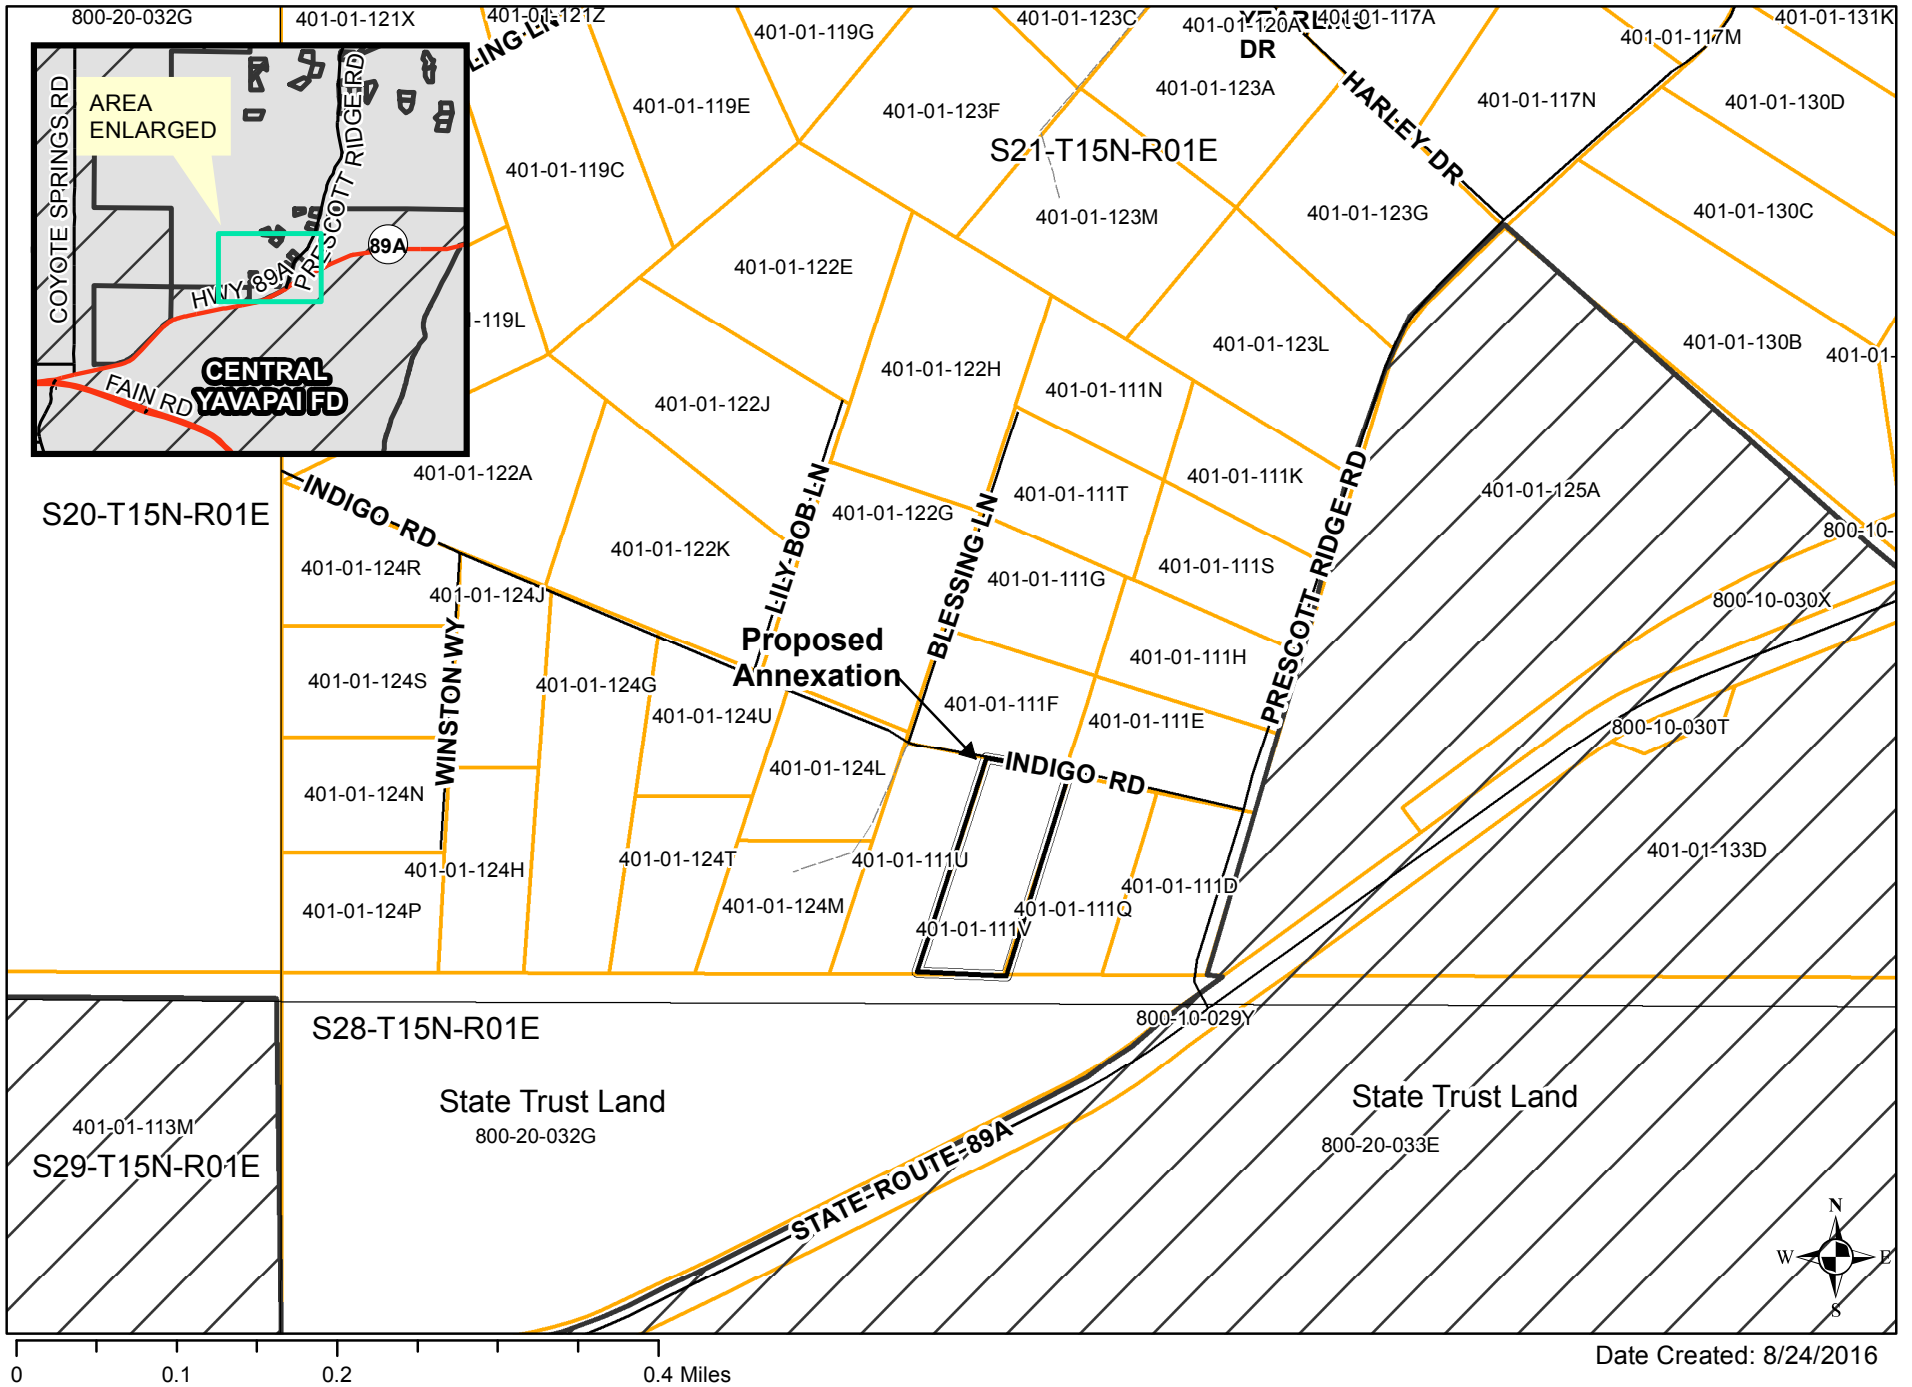 800-20-032G
401-01-121X
401-01-121Z
LING LN
401-01-119G
401-01-123C
401-01-120A
DR
401-01-117A
401-01-117M
401-01-131K
AREA
ENLARGED
COYOTE SPRINGS RD
PRESCOTT RIDGE RD
HWY 89A
89A
FAIN RD
CENTRAL
YAVAPAI FD
401-01-119E
401-01-123F
401-01-123A
HARLEY DR
401-01-117N
401-01-130D
S21-T15N-R01E
401-01-119C
401-01-123M
401-01-123G
401-01-130C
401-01-122E
-119L
401-01-122H
401-01-123L
401-01-130B
401-01-
401-01-122J
401-01-111N
401-01-122A
401-01-111K
401-01-111T
401-01-125A
S20-T15N-R01E
INDIGO RD
LILY BOB LN
401-01-122G
BLESSING LN
PRESCOTT RIDGE RD
800-10-
401-01-122K
401-01-124R
401-01-111S
401-01-111G
401-01-124J
800-10-030X
Proposed
Annexation
401-01-111H
WINSTON WY
401-01-124S
401-01-124G
401-01-124U
401-01-111F
401-01-111E
800-10-030T
401-01-124L
INDIGO RD
401-01-124N
401-01-124H
401-01-124T
401-01-111U
401-01-133D
401-01-111D
401-01-124P
401-01-124M
401-01-111Q
401-01-111V
800-10-029Y
S28-T15N-R01E
State Trust Land
800-20-032G
State Trust Land
800-20-033E
401-01-113M
S29-T15N-R01E
STATE ROUTE 89A
N
W
E
S
0
0.1
0.2
0.4 Miles
Date Created: 8/24/2016